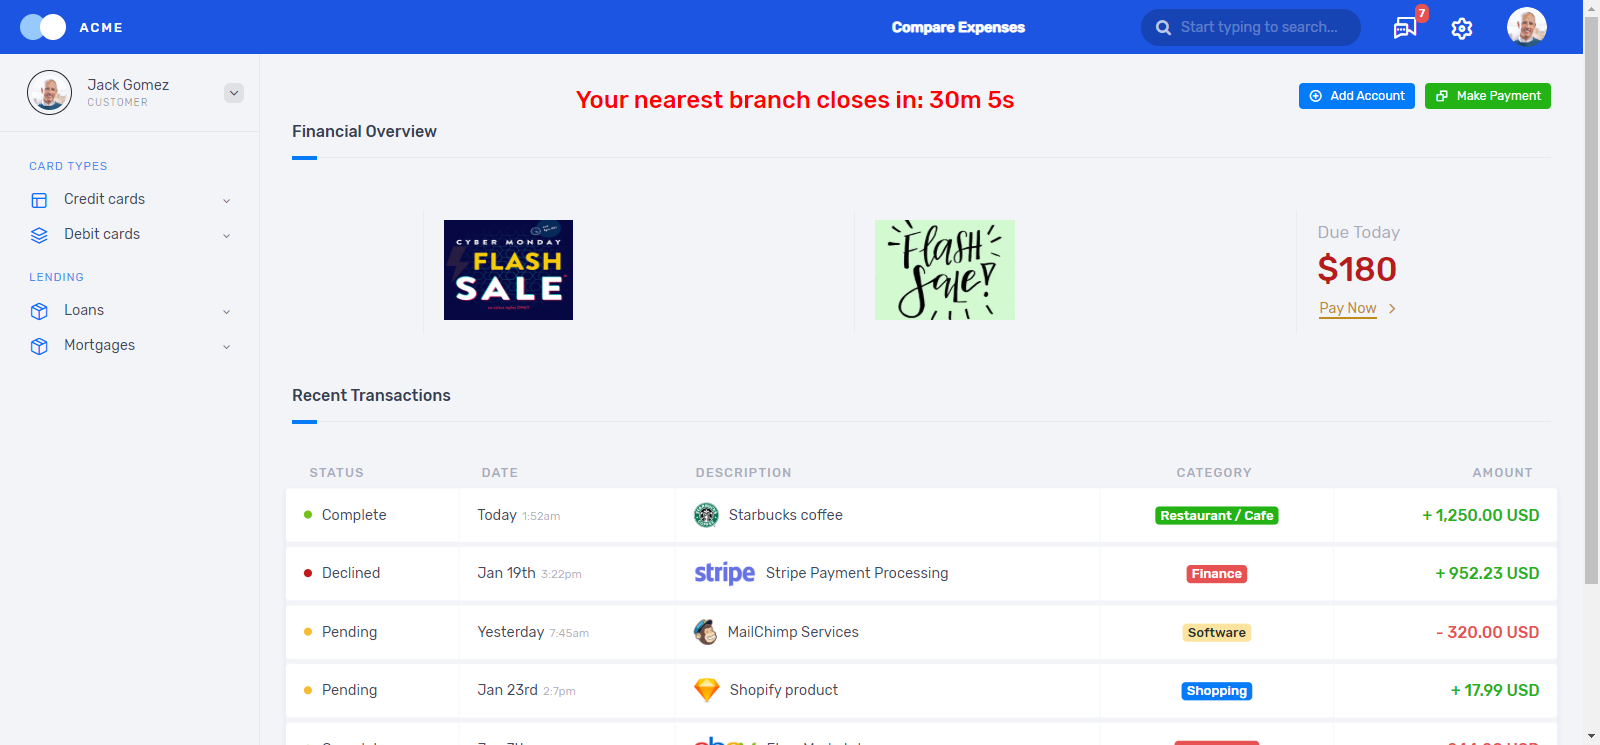 ACME
Compare Expenses
Start typing to search...
7
Jack Gomez
CUSTOMER
Your nearest branch closes in: 30m 5s
Add Account
Make Payment
Financial Overview
CARD TYPES
Credit cards
Debit cards
LENDING
Loans
Mortgages
CYBER MONDAY
FLASH
SALE
Flash
Sale!
Due Today
$180
Pay Now
Recent Transactions
STATUS DATE DESCRIPTION CATEGORY AMOUNT
Complete Today 1:52am Starbucks coffee Restaurant / Cafe + 1,250.00 USD
Declined Jan 19th 3:22pm stripe Stripe Payment Processing Finance + 952.23 USD
Pending Yesterday 7:45am MailChimp Services Software - 320.00 USD
Pending Jan 23rd 2:7pm Shopify product Shopping + 17.99 USD